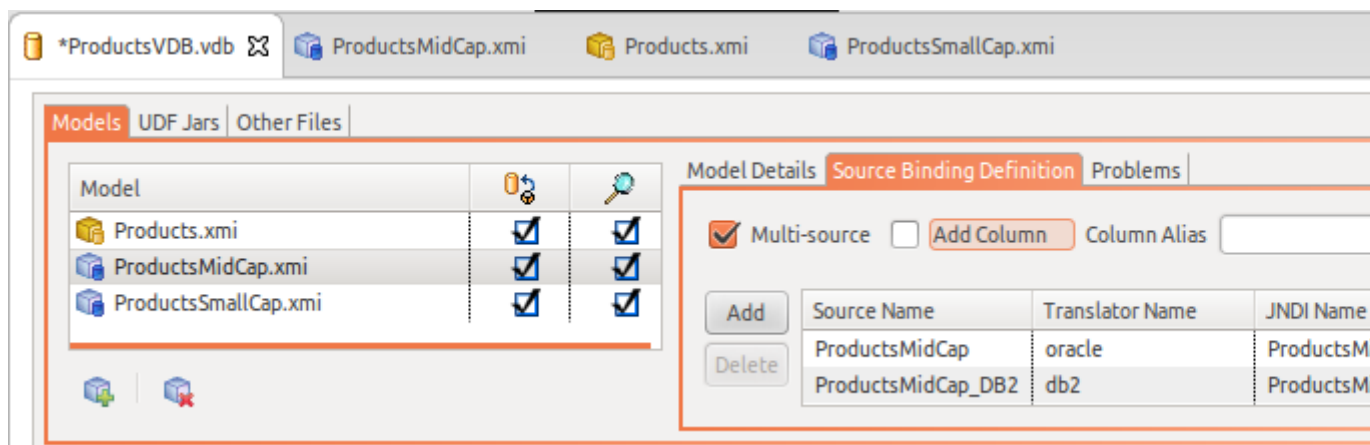 *ProductsVDB.vdb ProductsMidCap.xmi Products.xmi ProductsSmallCap.xmi
Models UDF Jars Other Files
Model
Products.xmi
ProductsMidCap.xmi
ProductsSmallCap.xmi
Model Details Source Binding Definition Problems
Multi-source Add Column Column Alias
Add
Delete
Source Name Translator Name JNDI Name
ProductsMidCap oracle ProductsM
ProductsMidCap_DB2 db2 ProductsM